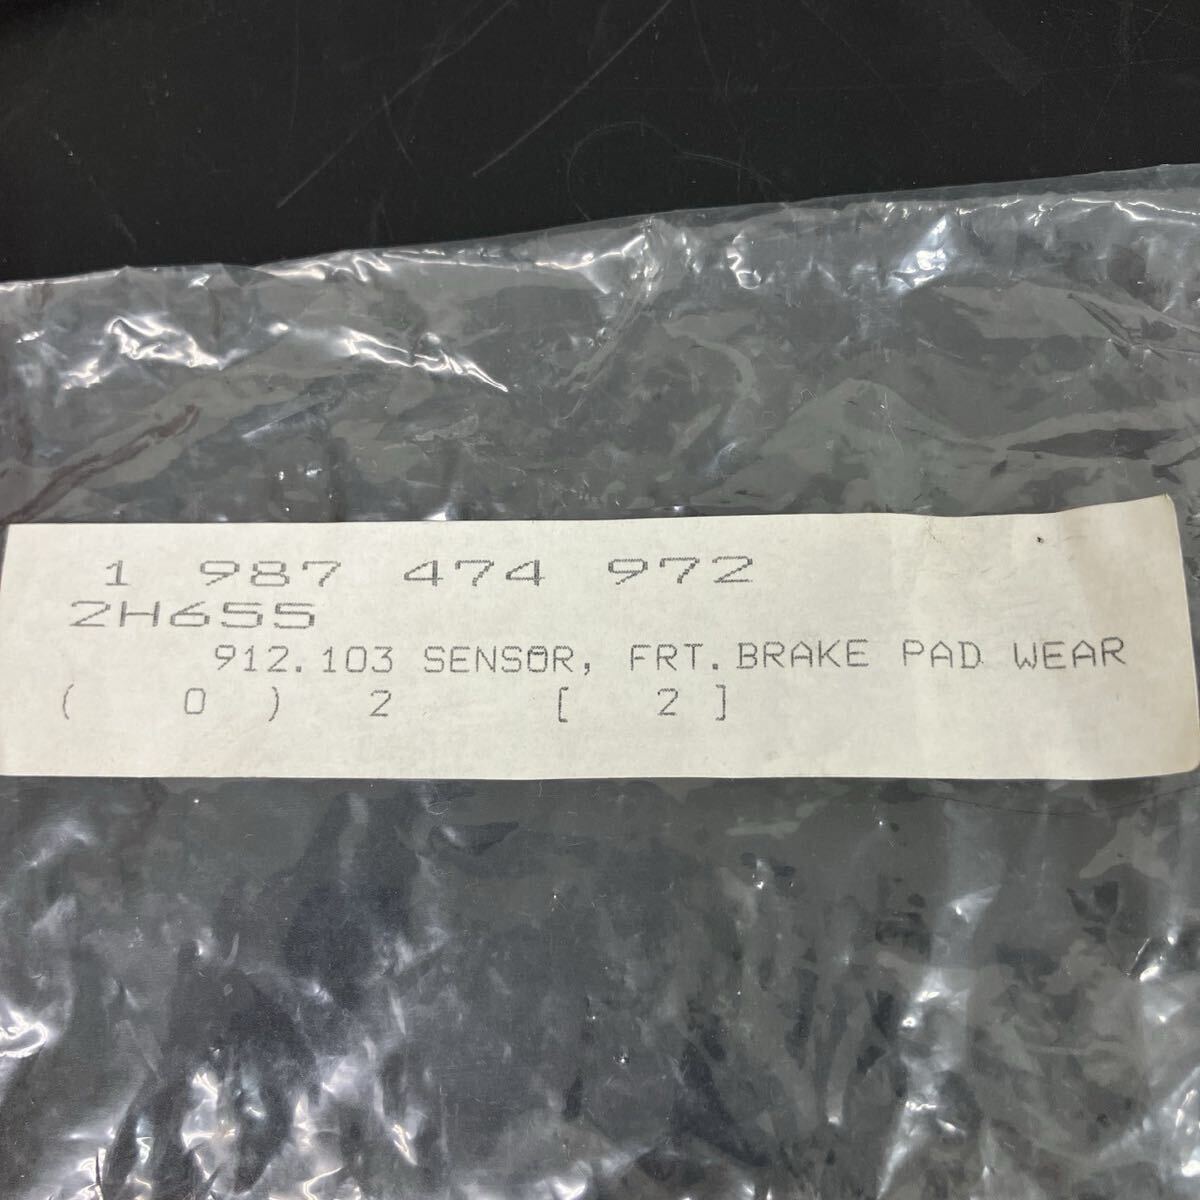 1 987 474 972
2H655
912.103 SENSOR, FRT. BRAKE PAD WEAR
( 0 ) 2 [ 2 ]